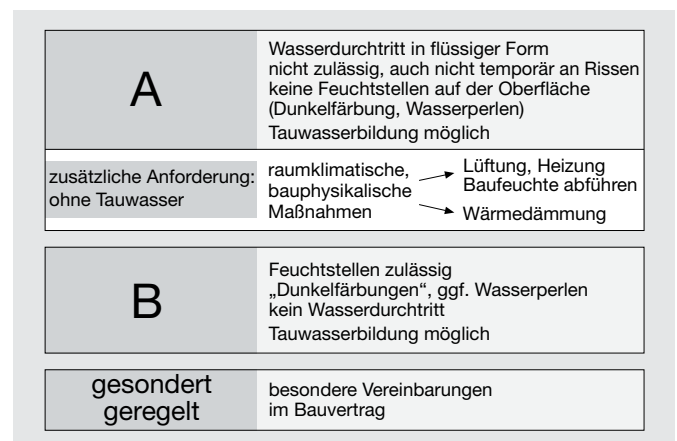 A
Wasserdurchtritt in flüssiger Form
nicht zulässig, auch nicht temporär an Rissen
keine Feuchtstellen auf der Oberfläche
(Dunkelfärbung, Wasserperlen)
Tauwasserbildung möglich
zusätzliche Anforderung:
ohne Tauwasser
raumklimatische,
bauphysikalische
Maßnahmen
Lüftung, Heizung
Baufeuchte abführen
Wärmedämmung
B
Feuchtstellen zulässig
„Dunkelfärbungen“, ggf. Wasserperlen
kein Wasserdurchtritt
Tauwasserbildung möglich
gesondert
geregelt
besondere Vereinbarungen
im Bauvertrag